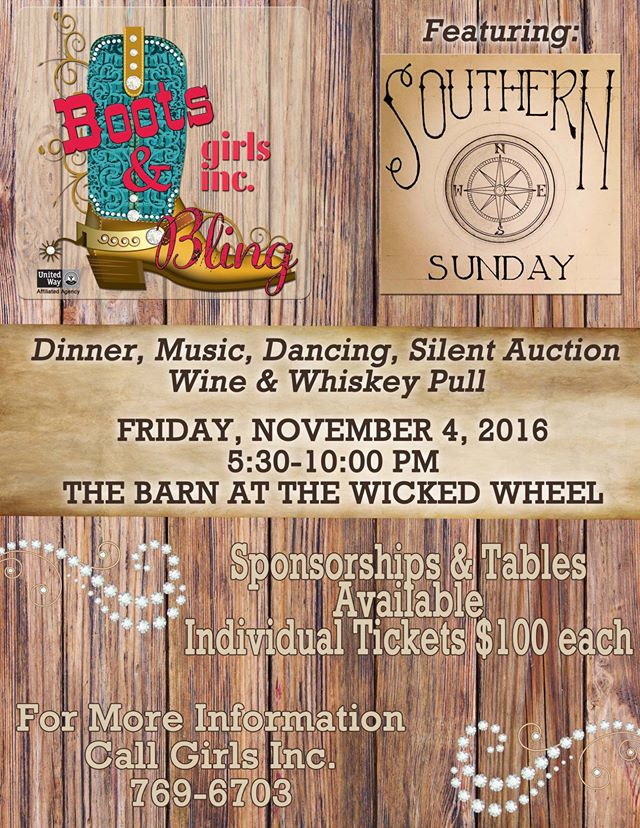 Boots
&
girls
inc.
Bling
United
Way
Affiliated Agency
Featuring:
SOUTHERN
N
W E
S
SUNDAY
Dinner, Music, Dancing, Silent Auction
Wine & Whiskey Pull
FRIDAY, NOVEMBER 4, 2016
5:30-10:00 PM
THE BARN AT THE WICKED WHEEL
Sponsorships & Tables
Available
Individual Tickets $100 each
For More Information
Call Girls Inc.
769-6703